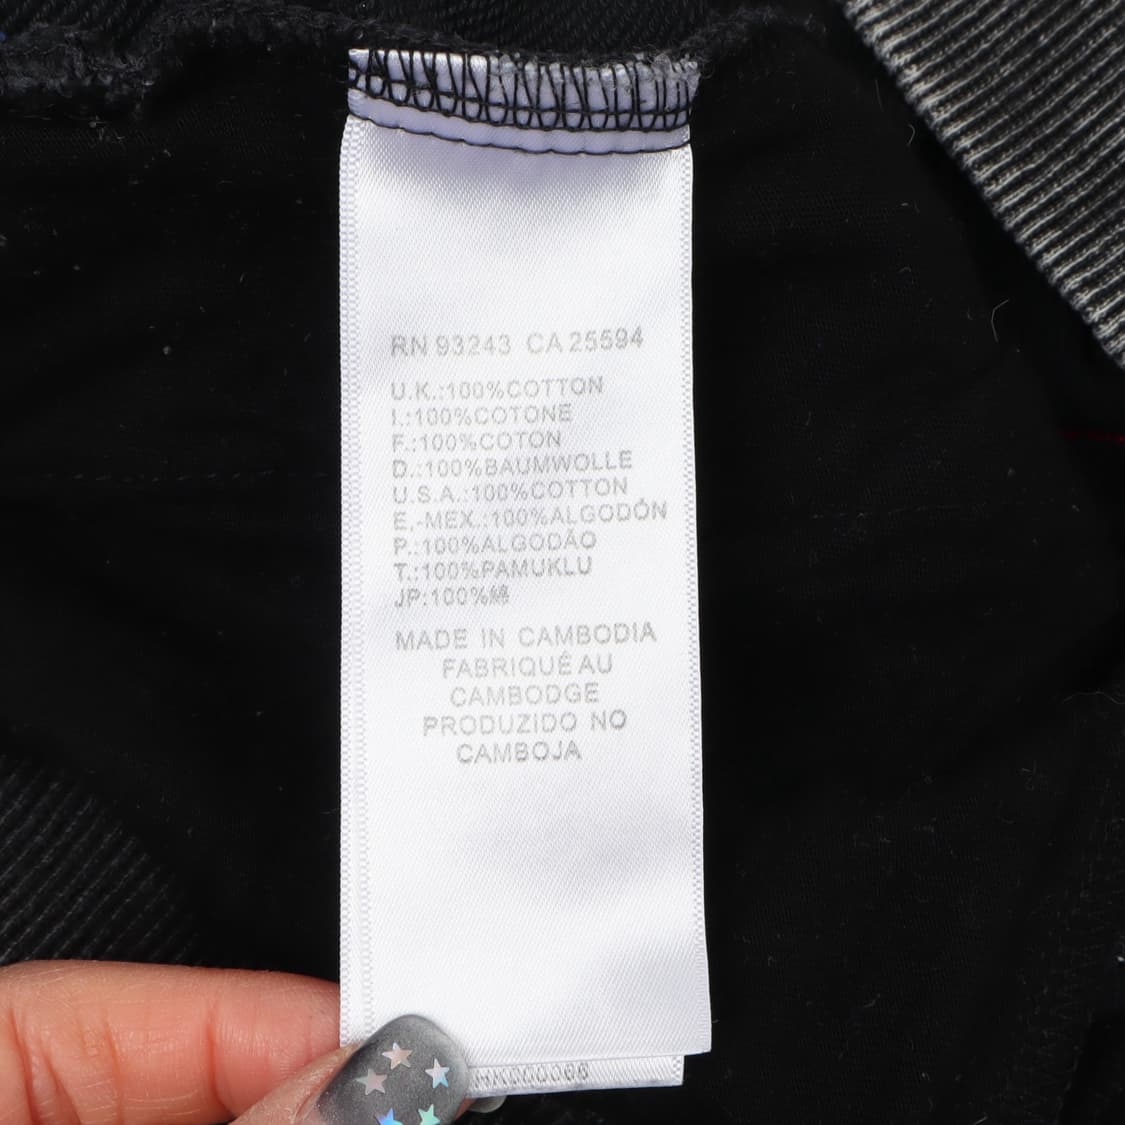 RN 93243 CA 25594
U.K.:100%COTTON
I.:100%COTONE
F.:100%COTON
D.:100%BAUMWOLLE
U.S.A.:100%COTTON
E,-MEX.:100%ALGODÓN
P.:100%ALGODÃO
T.:100%PAMUKLU
JP:100%綿
MADE IN CAMBODIA
FABRIQUÉ AU
CAMBODGE
PRODUZIDO NO
CAMBOJA